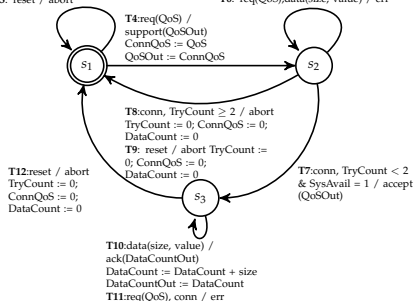 reset / abort
req(QoS),data(size, value) / err
T4:req(QoS) /
support(QoSOut)
ConnQoS := QoS
QoSOut := ConnQoS
s1
s2
T8:conn, TryCount ≥ 2 / abort
TryCount := 0; ConnQoS := 0;
DataCount := 0
T9: reset / abort TryCount :=
0; ConnQoS := 0;
DataCount := 0
T12:reset / abort
TryCount := 0;
ConnQoS := 0;
DataCount := 0
T7:conn, TryCount < 2
& SysAvail = 1 / accept
(QoSOut)
s3
T10:data(size, value) /
ack(DataCountOut)
DataCount := DataCount + size
DataCountOut := DataCount
T11:req(QoS), conn / err